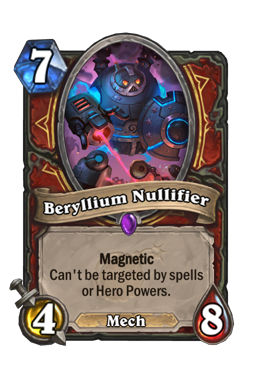 7
Beryllium Nullifier
Magnetic
Can't be targeted by spells
or Hero Powers.
4
Mech
8